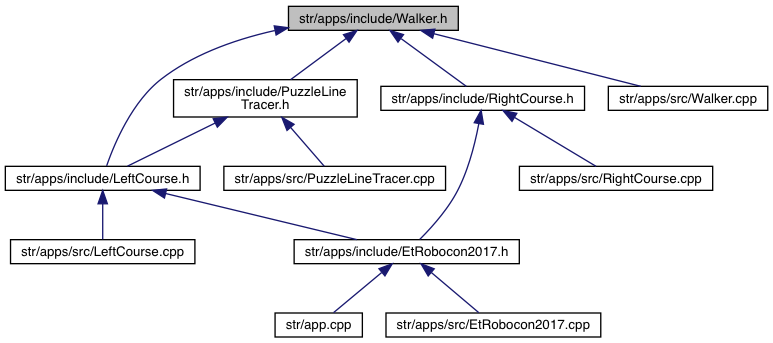 str/apps/include/Walker.h
str/apps/include/PuzzleLine
Tracer.h
str/apps/include/RightCourse.h
str/apps/src/Walker.cpp
str/apps/include/LeftCourse.h
str/apps/src/PuzzleLineTracer.cpp
str/apps/src/RightCourse.cpp
str/apps/src/LeftCourse.cpp
str/apps/include/EtRobocon2017.h
str/app.cpp
str/apps/src/EtRobocon2017.cpp